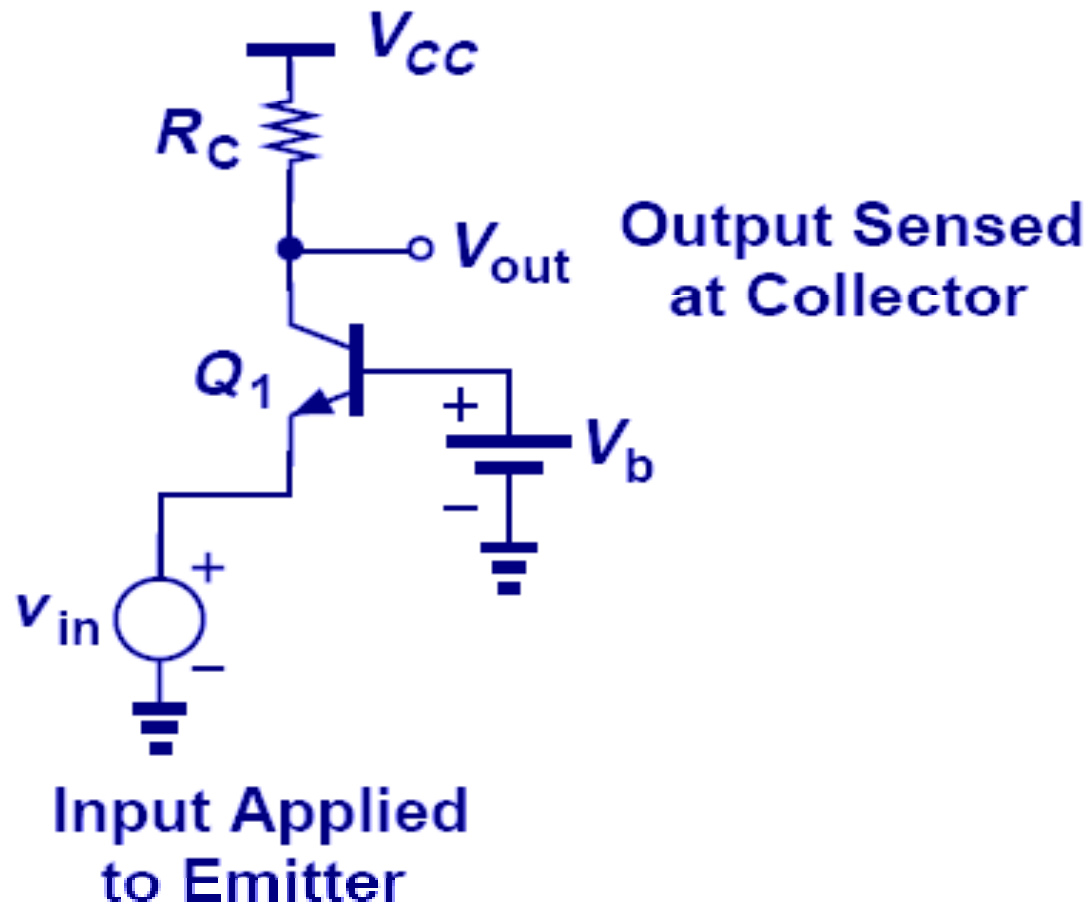 VCC
RC
Vout
Output Sensed
at Collector
Q1
+
Vb
−
+
vin
−
Input Applied
to Emitter